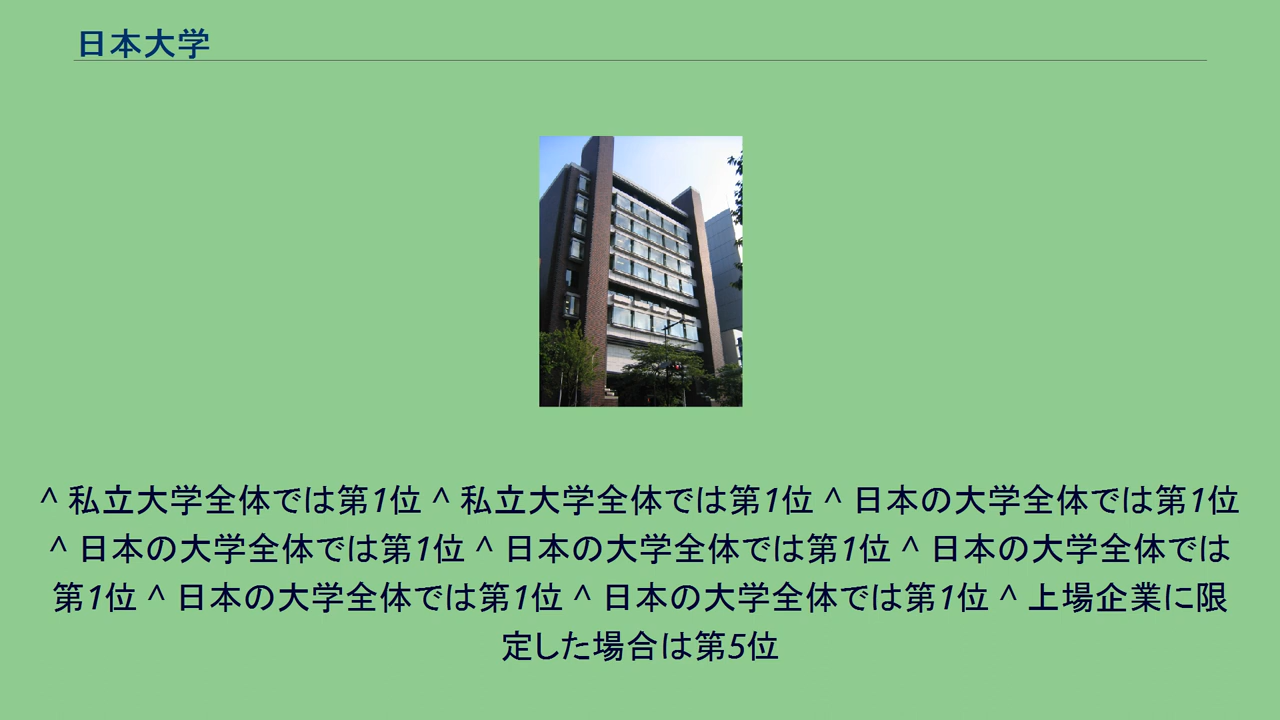 日本大学
^ 私立大学全体では第1位 ^ 私立大学全体では第1位 ^ 日本の大学全体では第1位
^ 日本の大学全体では第1位 ^ 日本の大学全体では第1位 ^ 日本の大学全体では
第1位 ^ 日本の大学全体では第1位 ^ 日本の大学全体では第1位 ^ 上場企業に限
定した場合は第5位